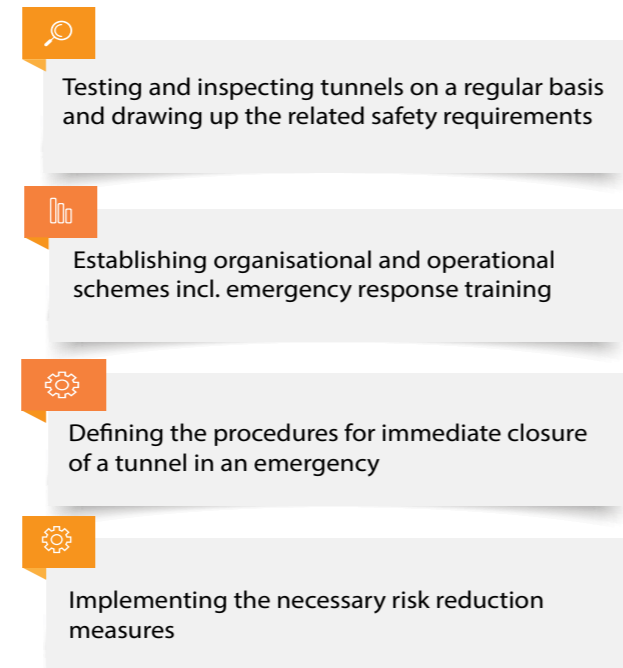 Testing and inspecting tunnels on a regular basis
and drawing up the related safety requirements
Establishing organisational and operational
schemes incl. emergency response training
Defining the procedures for immediate closure
of a tunnel in an emergency
Implementing the necessary risk reduction
measures